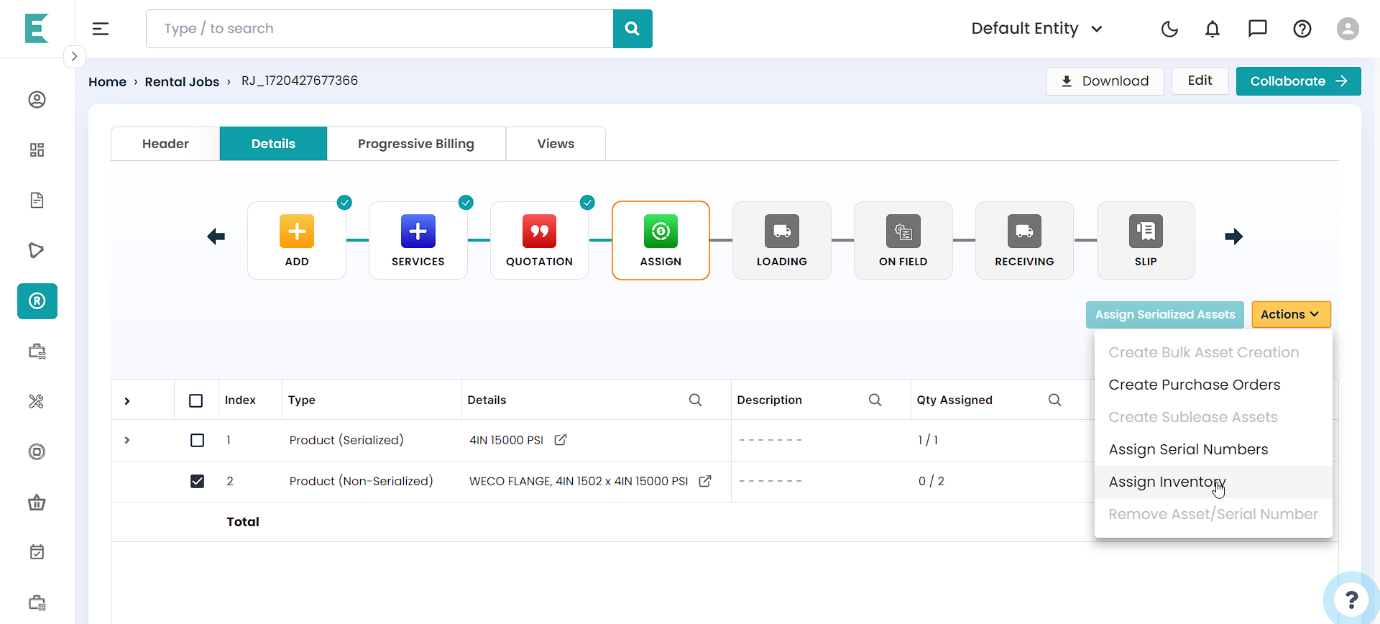 E
Type / to search
Default Entity
Home › Rental Jobs › RJ_1720427677366
Download
Edit
Collaborate
Header
Details
Progressive Billing
Views
ADD
SERVICES
QUOTATION
ASSIGN
LOADING
ON FIELD
RECEIVING
SLIP
Assign Serialized Assets
Actions
Create Bulk Asset Creation
Create Purchase Orders
Create Sublease Assets
Assign Serial Numbers
Assign Inventory
Remove Asset/Serial Number
Index Type Details Description Qty Assigned
1 Product (Serialized) 4IN 15000 PSI - - - - - - - 1 / 1
2 Product (Non-Serialized) WECO FLANGE, 4IN 1502 x 4IN 15000 PSI - - - - - - - 0 / 2
Total
?